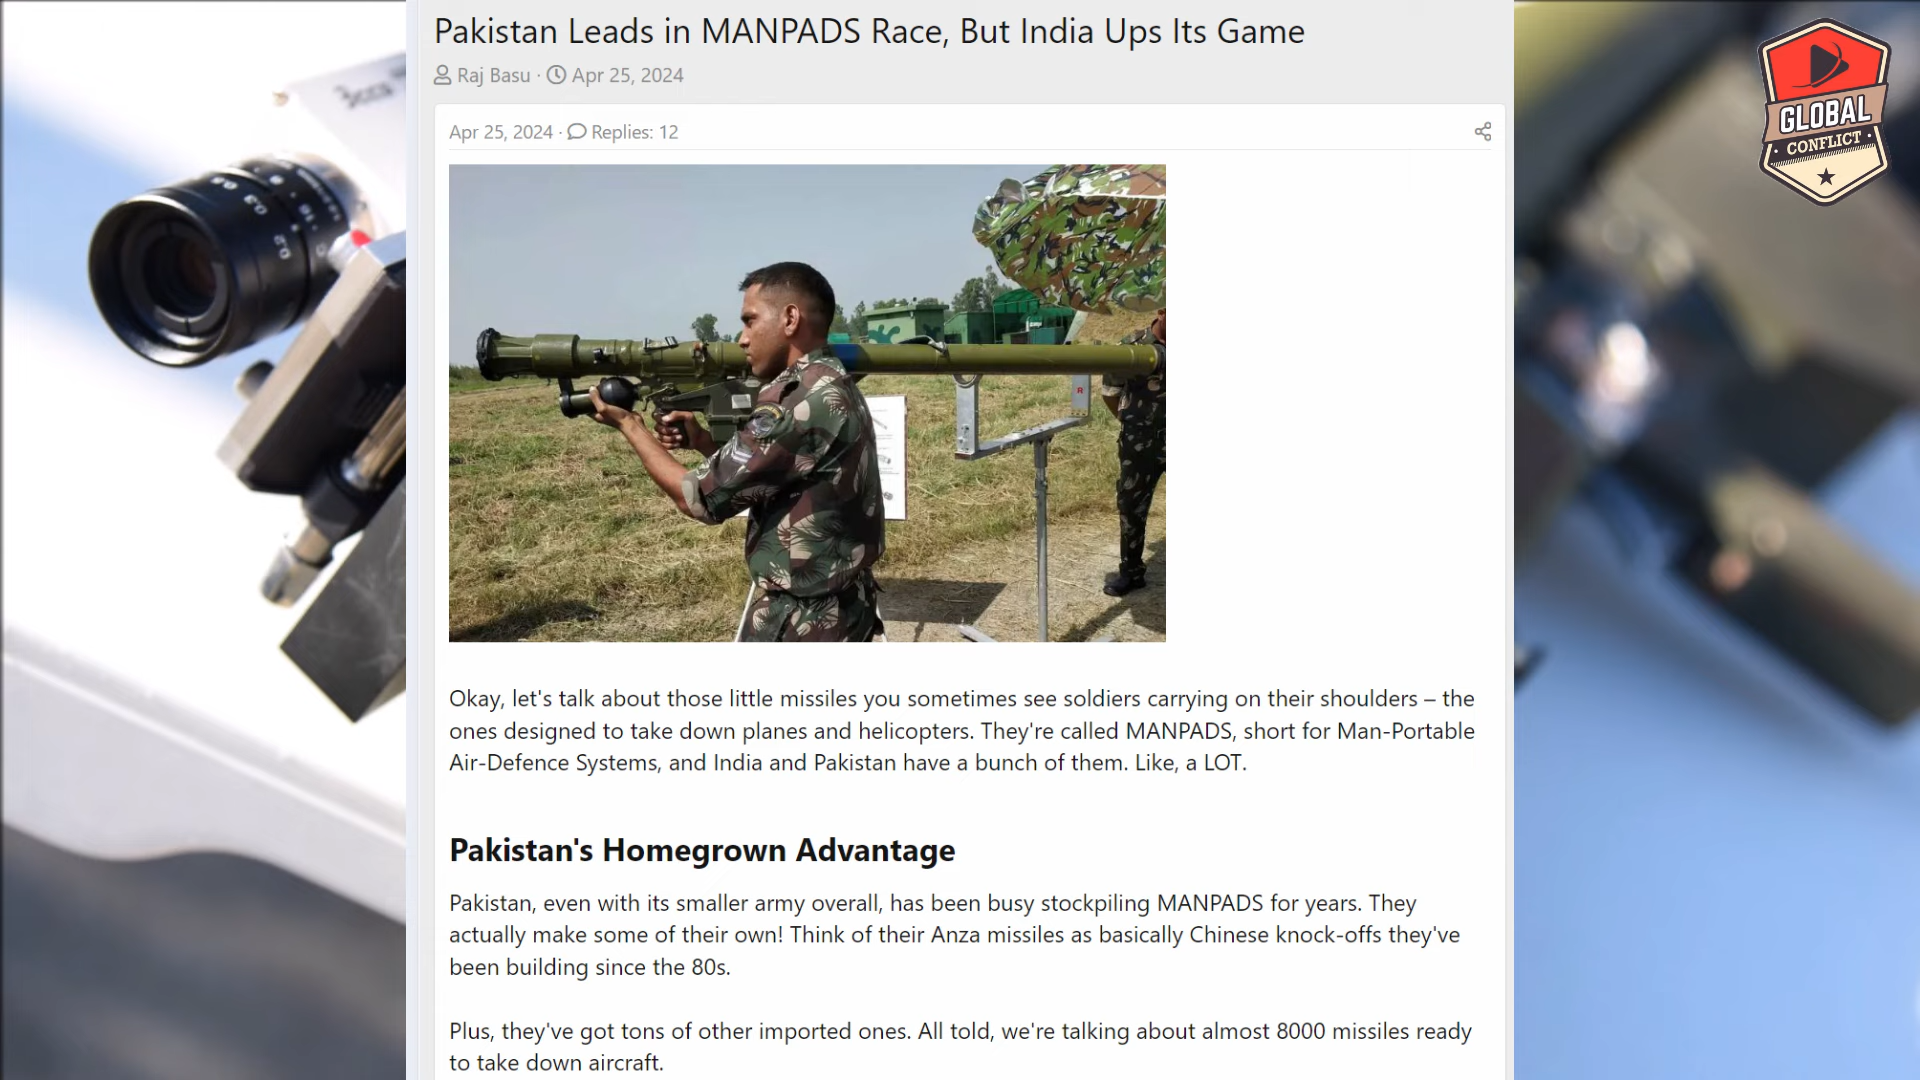 Pakistan Leads in MANPADS Race, But India Ups Its Game
Raj Basu · Apr 25, 2024
Apr 25, 2024 · Replies: 12
GLOBAL
· CONFLICT ·
R
Okay, let's talk about those little missiles you sometimes see soldiers carrying on their shoulders – the
ones designed to take down planes and helicopters. They're called MANPADS, short for Man-Portable
Air-Defence Systems, and India and Pakistan have a bunch of them. Like, a LOT.
Pakistan's Homegrown Advantage
Pakistan, even with its smaller army overall, has been busy stockpiling MANPADS for years. They
actually make some of their own! Think of their Anza missiles as basically Chinese knock-offs they've
been building since the 80s.
Plus, they've got tons of other imported ones. All told, we're talking about almost 8000 missiles ready
to take down aircraft.